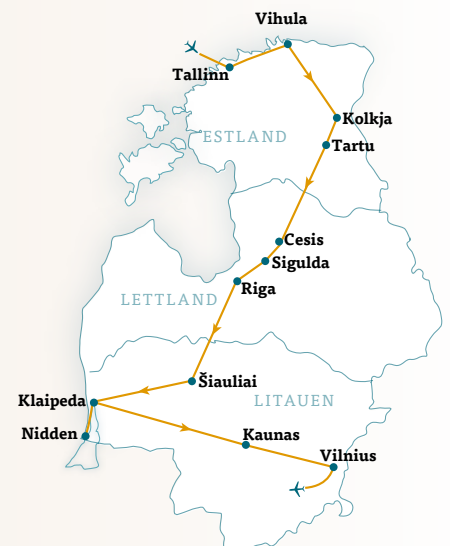 Vihula
Tallinn
Kolkja
ESTLAND
Tartu
Cesis
Sigulda
Riga
LETTLAND
Šiauliai
Klaipeda
LITAUEN
Nidden
Kaunas
Vilnius